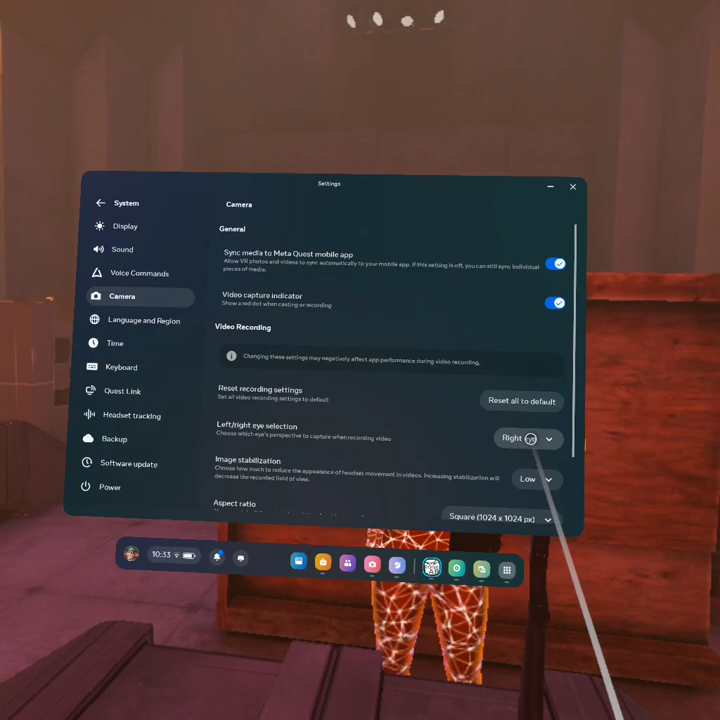 Settings
System
Camera
Display
General
Sync media to Meta Quest mobile app
Allow VR photos and videos to sync automatically to your mobile app. If this setting is off, you can still sync individual
pieces of media.
Sound
Voice Commands
Camera
Video capture indicator
Show a red dot when casting or recording
Language and Region
Video Recording
Time
Changing these settings may negatively affect app performance during video recording.
Keyboard
Quest Link
Reset recording settings
Set all video recording settings to default
Reset all to default
Headset tracking
Left/right eye selection
Choose which eye's perspective to capture when recording video
Right eye
Backup
Image stabilization
Choose how much to reduce the appearance of headset movement in videos. Increasing stabilization will
decrease the recorded field of view.
Low
Software update
Power
Aspect ratio
Square (1024 x 1024 px)
10:33